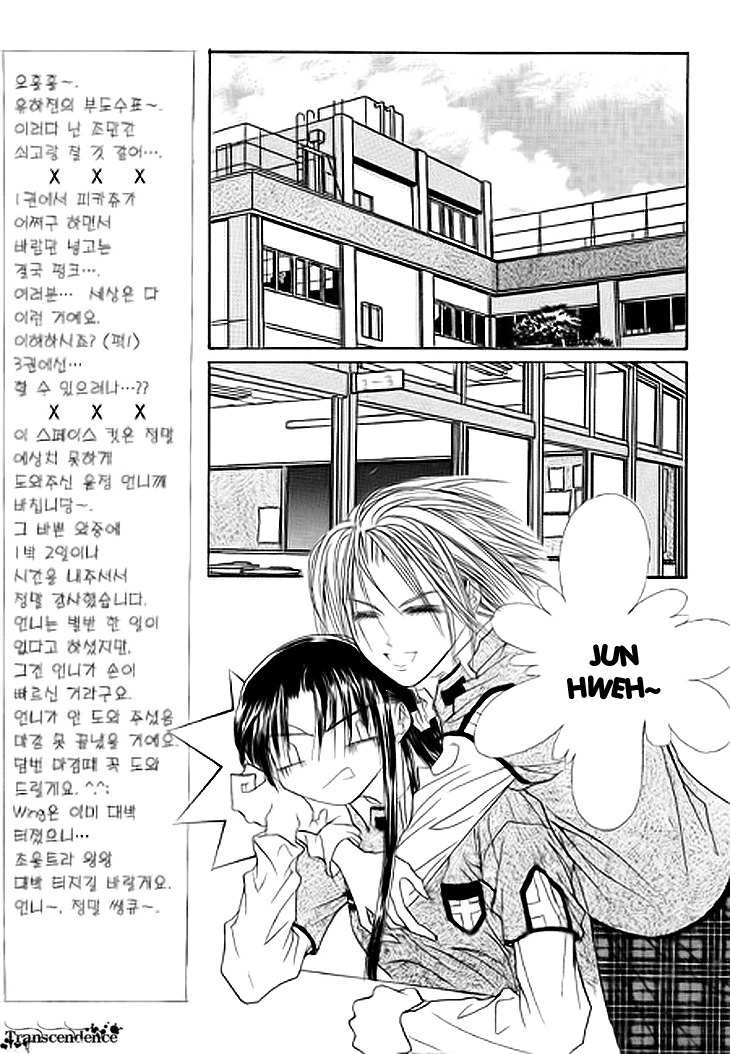 오홍홍~.
유하진의 부도수표~.
이러다 난 조만간
쇠고랑 찰 것 같어….
X X X
1권에서 피카츄가
어쩌구 하면서
바람만 넣고는
결국 펑크….
여러분… 세상은 다
이런 거예요.
이해하시죠? (퍽!)
3권에선…
할 수 있으려나…??
X X X
이 스페이스 컷은 정말
예상치 못하게
도와주신 윤정 언니께
바칩니당~.
그 바쁜 와중에
1박 2일이나
시간을 내주셔서
정말 감사했습니다.
언니는 별반 한 일이
없다고 하셨지만,
그건 언니가 손이
빠르신 거라구요.
언니가 안 도와 주셨음
마감 못 끝냈을 거예요.
담번 마감때 꼭 도와
드릴게요. ^.^;
Wing은 이미 대박
터졌으니…
초울트라 왕왕
대박 터지길 바랄게요.
언니~, 정말 쌩큐~.
2-3
JUN
HWEH~
Transcendence